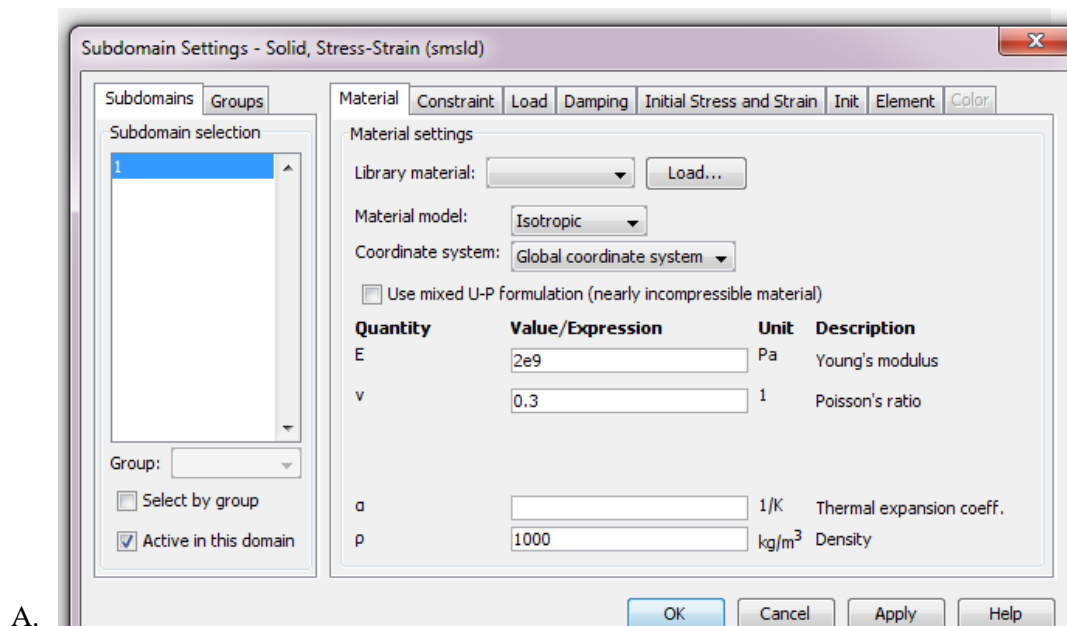 Subdomain Settings - Solid, Stress-Strain (smsld)
Subdomains Groups
Subdomain selection
1
Group:
Select by group
Active in this domain
Material Constraint Load Damping Initial Stress and Strain Init Element Color
Material settings
Library material: Load...
Material model: Isotropic
Coordinate system: Global coordinate system
Use mixed U-P formulation (nearly incompressible material)
Quantity Value/Expression Unit Description
E 2e9 Pa Young's modulus
ν 0.3 1 Poisson's ratio
α 1/K Thermal expansion coeff.
ρ 1000 kg/m³ Density
OK Cancel Apply Help
A.